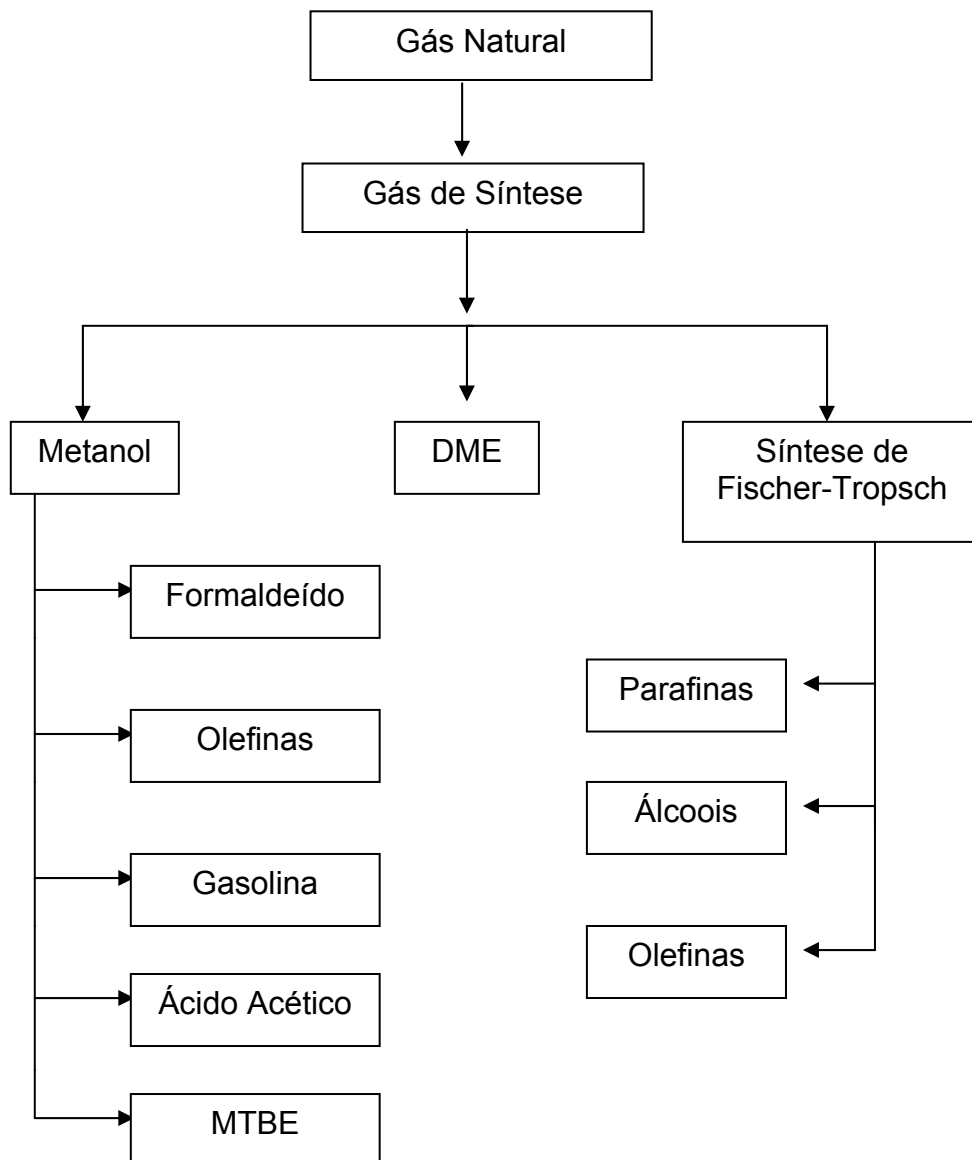 Gás Natural
Gás de Síntese
Metanol
DME
Síntese de
Fischer-Tropsch
Formaldeído
Olefinas
Gasolina
Ácido Acético
MTBE
Parafinas
Álcoois
Olefinas